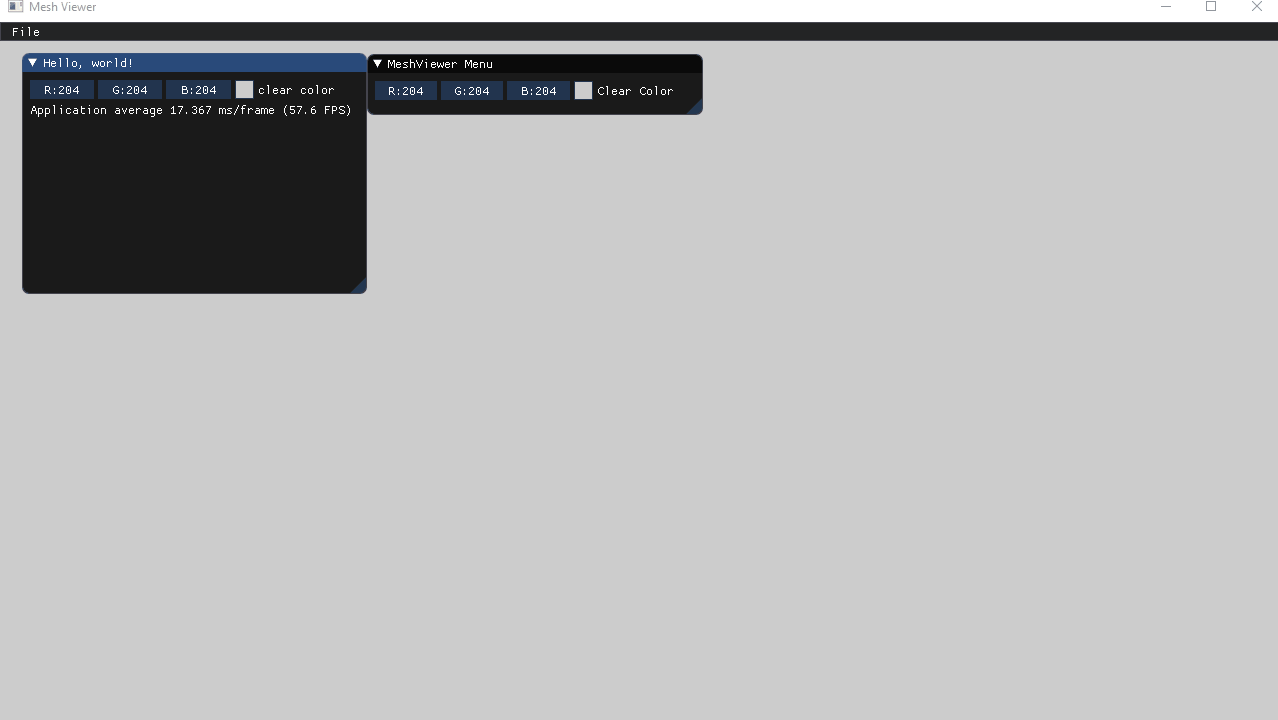 Mesh Viewer
File
Hello, world!
R:204 G:204 B:204 clear color
Application average 17.367 ms/frame (57.6 FPS)
MeshViewer Menu
R:204 G:204 B:204 Clear Color